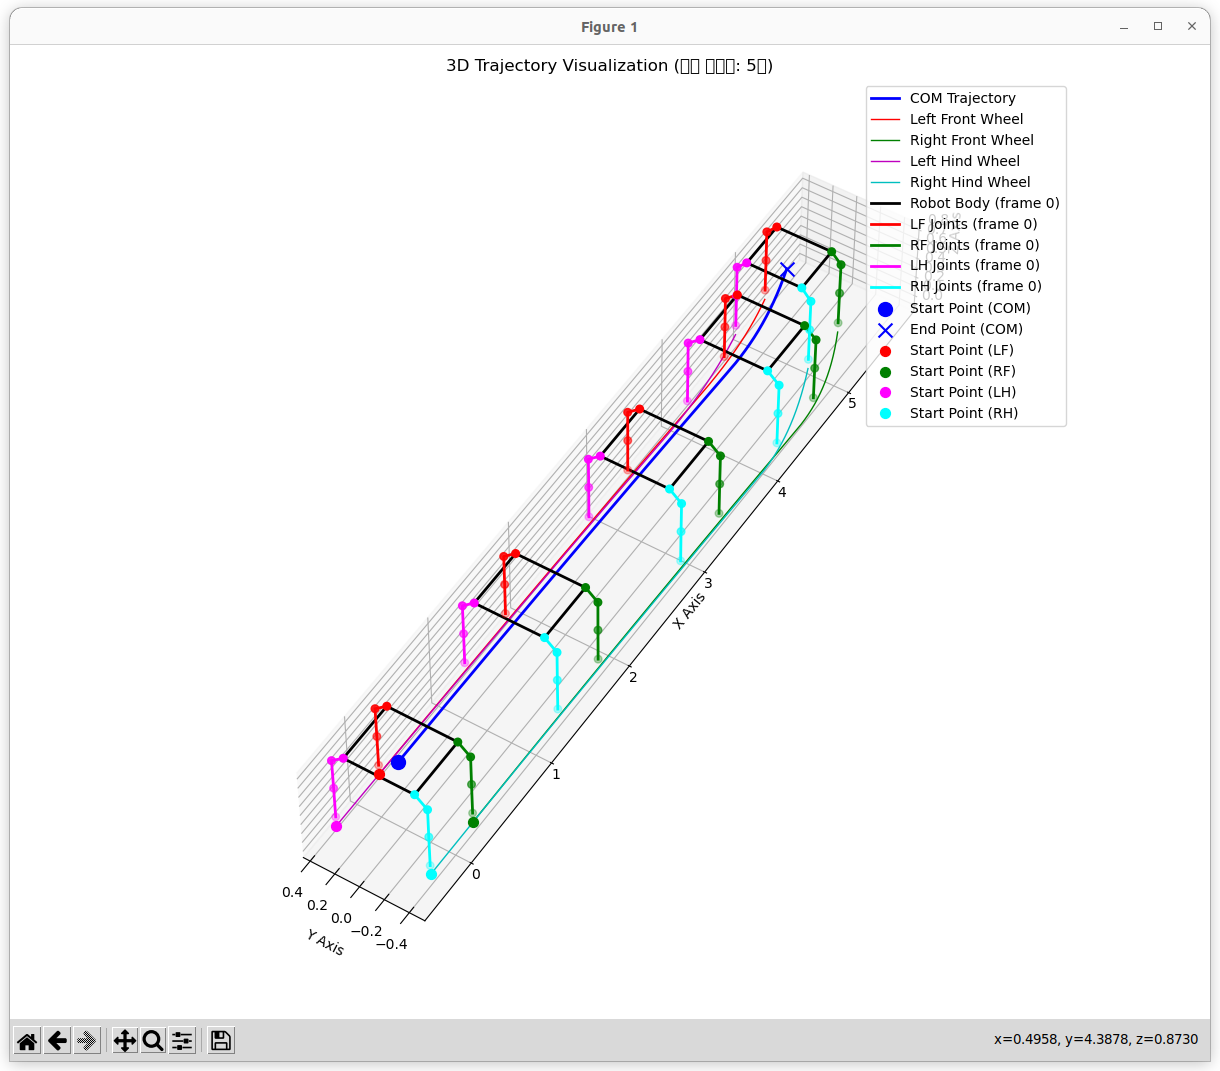 Figure 1
3D Trajectory Visualization (□□ □□□: 5□)
COM Trajectory
Left Front Wheel
Right Front Wheel
Left Hind Wheel
Right Hind Wheel
Robot Body (frame 0)
LF Joints (frame 0)
RF Joints (frame 0)
LH Joints (frame 0)
RH Joints (frame 0)
Start Point (COM)
End Point (COM)
Start Point (LF)
Start Point (RF)
Start Point (LH)
Start Point (RH)
5
4
3
X Axis
2
1
0
0.4
0.2
0.0
−0.2
−0.4
Y Axis
x=0.4958, y=4.3878, z=0.8730